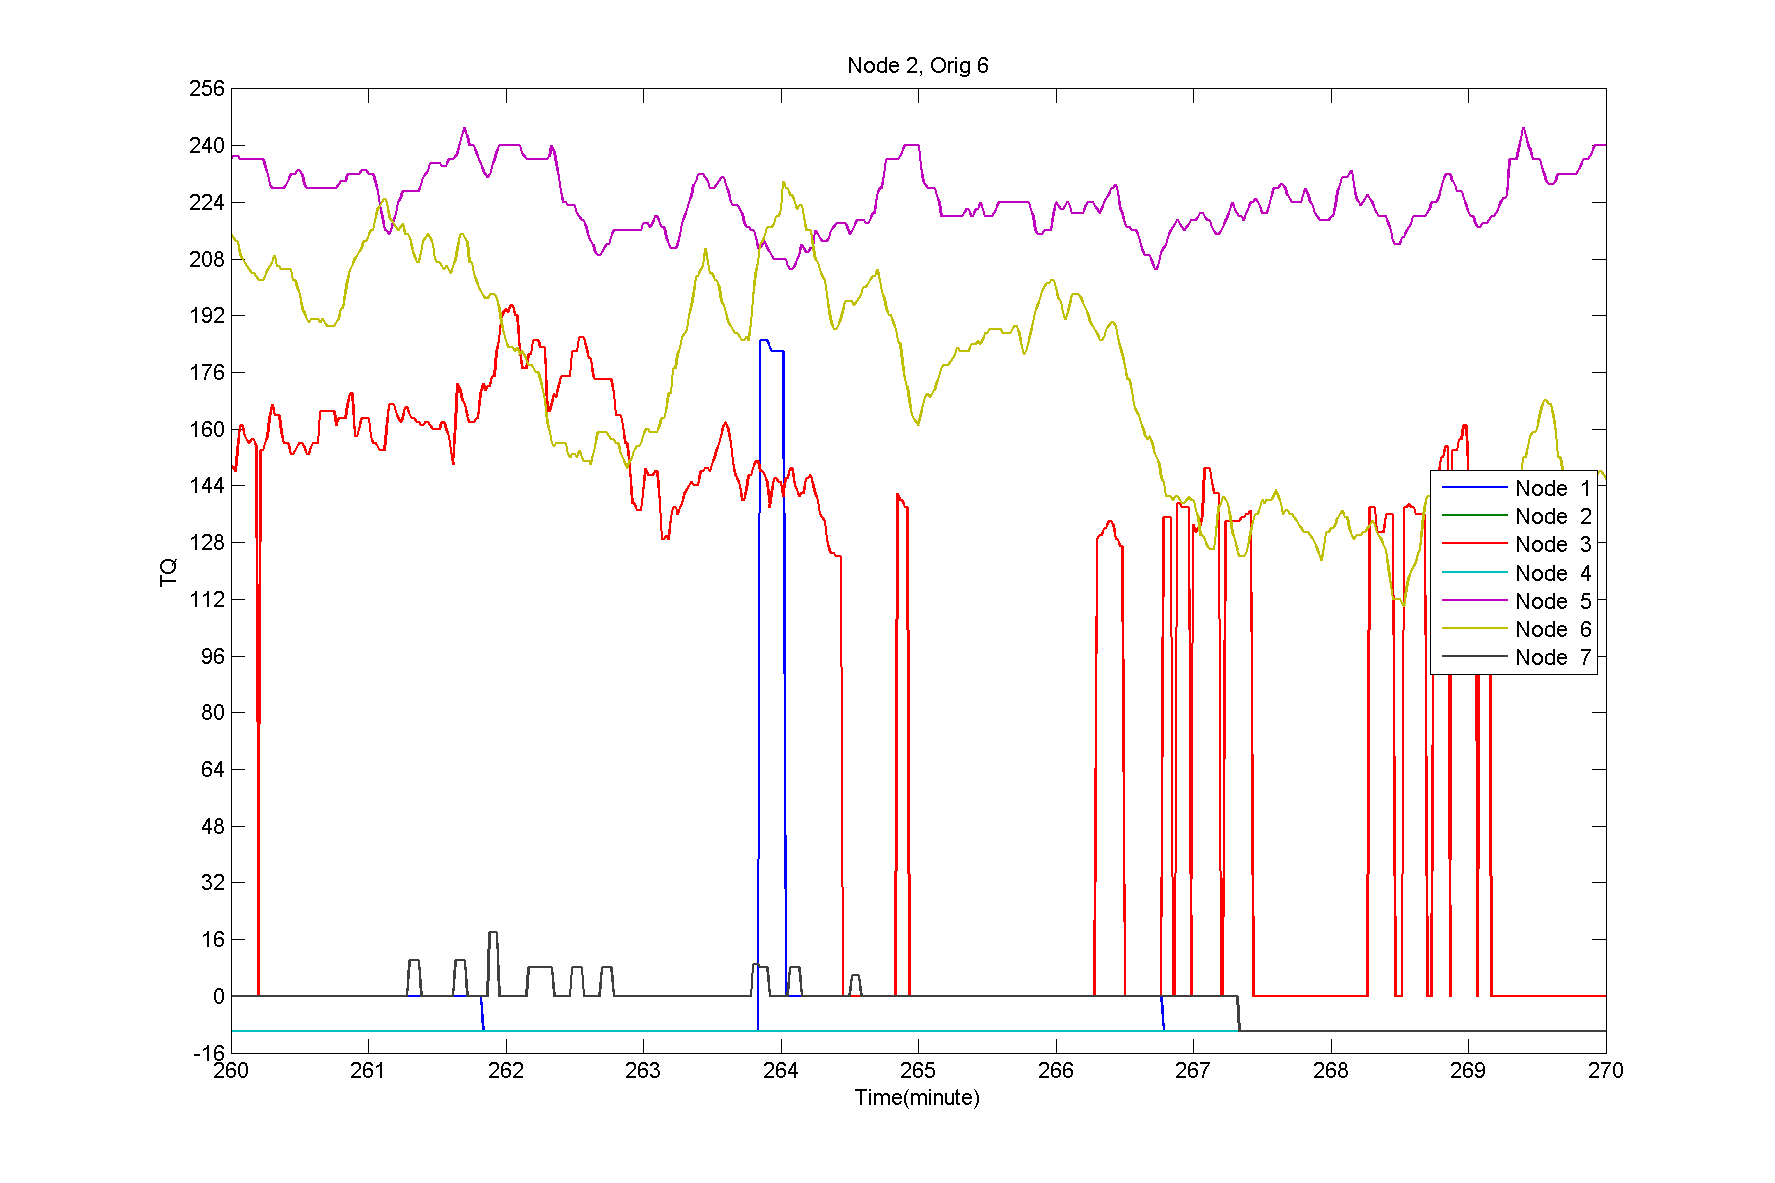 Node 2, Orig 6
256
240
224
208
192
176
160
144
128
112
96
80
64
48
32
16
0
-16
TQ
Node 1
Node 2
Node 3
Node 4
Node 5
Node 6
Node 7
260 261 262 263 264 265 266 267 268 269 270
Time(minute)